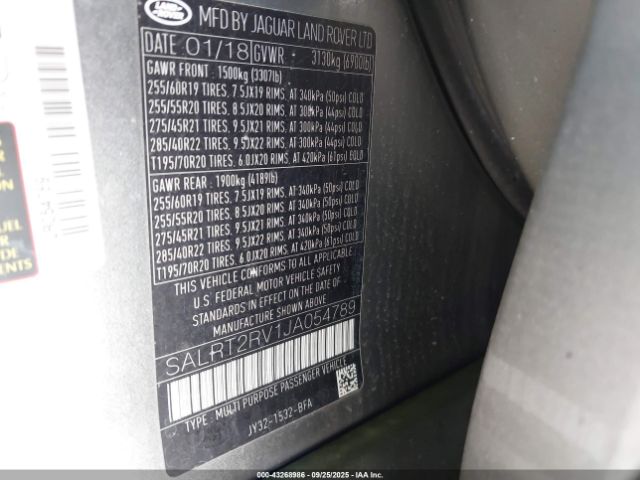 LAND ROVER
MFD BY JAGUAR LAND ROVER LTD
DATE 01/18 GVWR 3130kg (6900lb)
GAWR FRONT : 1500kg (3307lb)
255/60R19 TIRES, 7.5JX19 RIMS, AT 340kPa (50psi) COLD
255/55R20 TIRES, 8.5JX20 RIMS, AT 300kPa (44psi) COLD
275/45R21 TIRES, 9.5JX21 RIMS, AT 300kPa (44psi) COLD
285/40R22 TIRES, 9.5JX22 RIMS, AT 300kPa (44psi) COLD
T195/70R20 TIRES, 6.0JX20 RIMS, AT 420kPa (61psi) COLD
GAWR REAR : 1900kg (4189lb)
255/60R19 TIRES, 7.5JX19 RIMS, AT 340kPa (50psi) COLD
255/55R20 TIRES, 8.5JX20 RIMS, AT 340kPa (50psi) COLD
275/45R21 TIRES, 9.5JX21 RIMS, AT 340kPa (50psi) COLD
285/40R22 TIRES, 9.5JX22 RIMS, AT 340kPa (50psi) COLD
T195/70R20 TIRES, 6.0JX20 RIMS, AT 420kPa (61psi) COLD
THIS VEHICLE CONFORMS TO ALL APPLICABLE
U.S. FEDERAL MOTOR VEHICLE SAFETY
STANDARDS IN EFFECT ON THE DATE OF
MANUFACTURE SHOWN ABOVE
SALRT2RV1JA054789
TYPE : MULTI PURPOSE PASSENGER VEHICLE
JY32-1532-BFA
000-43268986 - 09/25/2025 - IAAI.COM